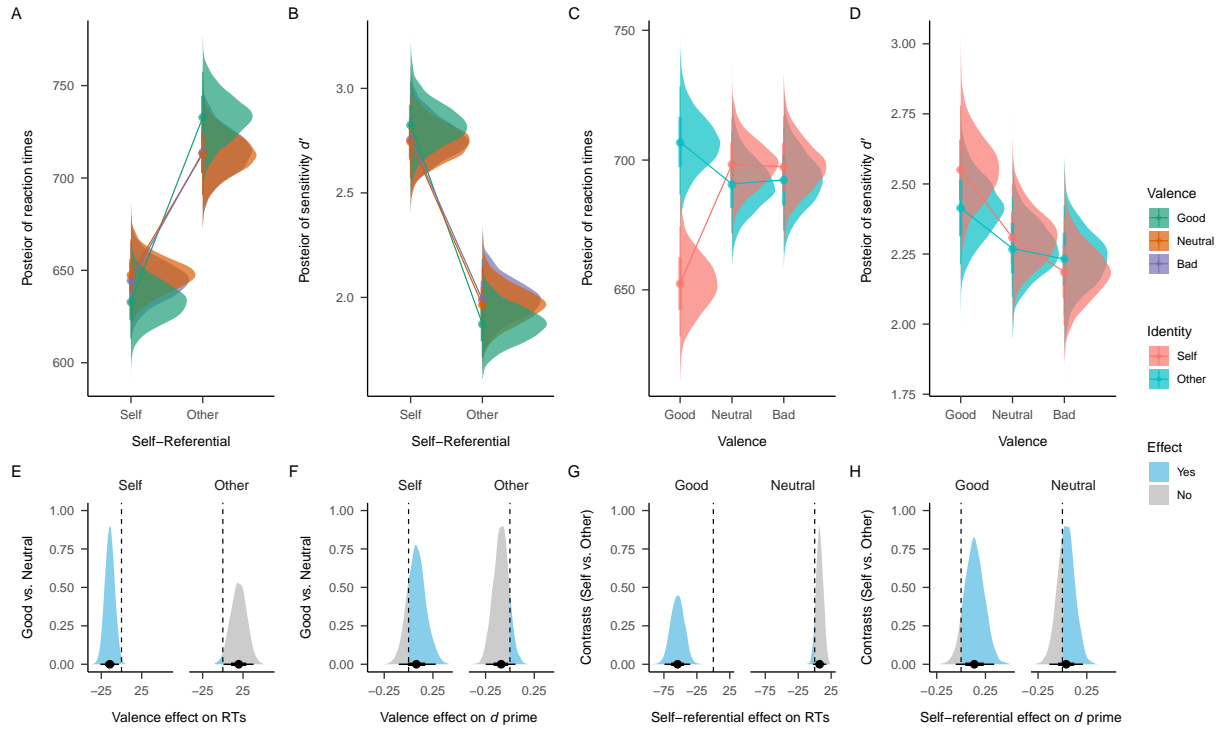 A
Posteior of reaction times
750
700
650
600
Self
Other
Self−Referential
B
Posteior of sensitivity d′
3.0
2.5
2.0
Self
Other
Self−Referential
C
Posteior of reaction times
750
700
650
Good
Neutral
Bad
Valence
D
Posteior of sensitivity d′
3.00
2.75
2.50
2.25
2.00
1.75
Good
Neutral
Bad
Valence
Valence
Good
Neutral
Bad
Identity
Self
Other
Effect
Yes
No
E
Self
Other
Good vs. Neutral
1.00
0.75
0.50
0.25
0.00
−25
25
−25
25
Valence effect on RTs
F
Self
Other
Good vs. Neutral
1.00
0.75
0.50
0.25
0.00
−0.25
0.25
−0.25
0.25
Valence effect on d prime
G
Good
Neutral
Contrasts (Self vs. Other)
1.00
0.75
0.50
0.25
0.00
−75
−25
25
−75
−25
25
Self−referential effect on RTs
H
Good
Neutral
Contrasts (Self vs. Other)
1.00
0.75
0.50
0.25
0.00
−0.25
0.25
−0.25
0.25
Self−referential effect on d prime